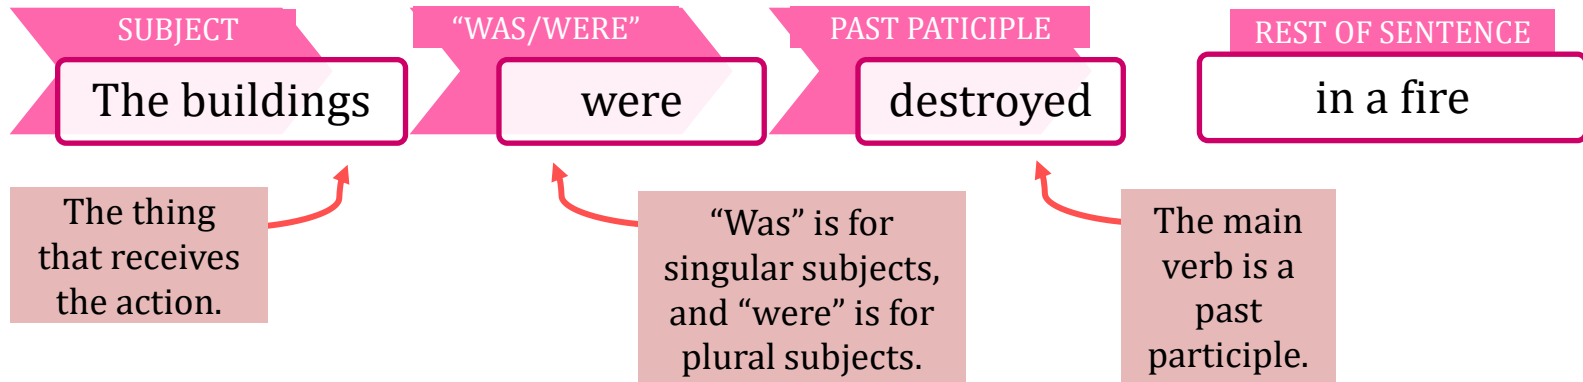 SUBJECT
“WAS/WERE”
PAST PATICIPLE
REST OF SENTENCE
The buildings
were
destroyed
in a fire
The thing
that receives
the action.
“Was” is for
singular subjects,
and “were” is for
plural subjects.
The main
verb is a
past
participle.